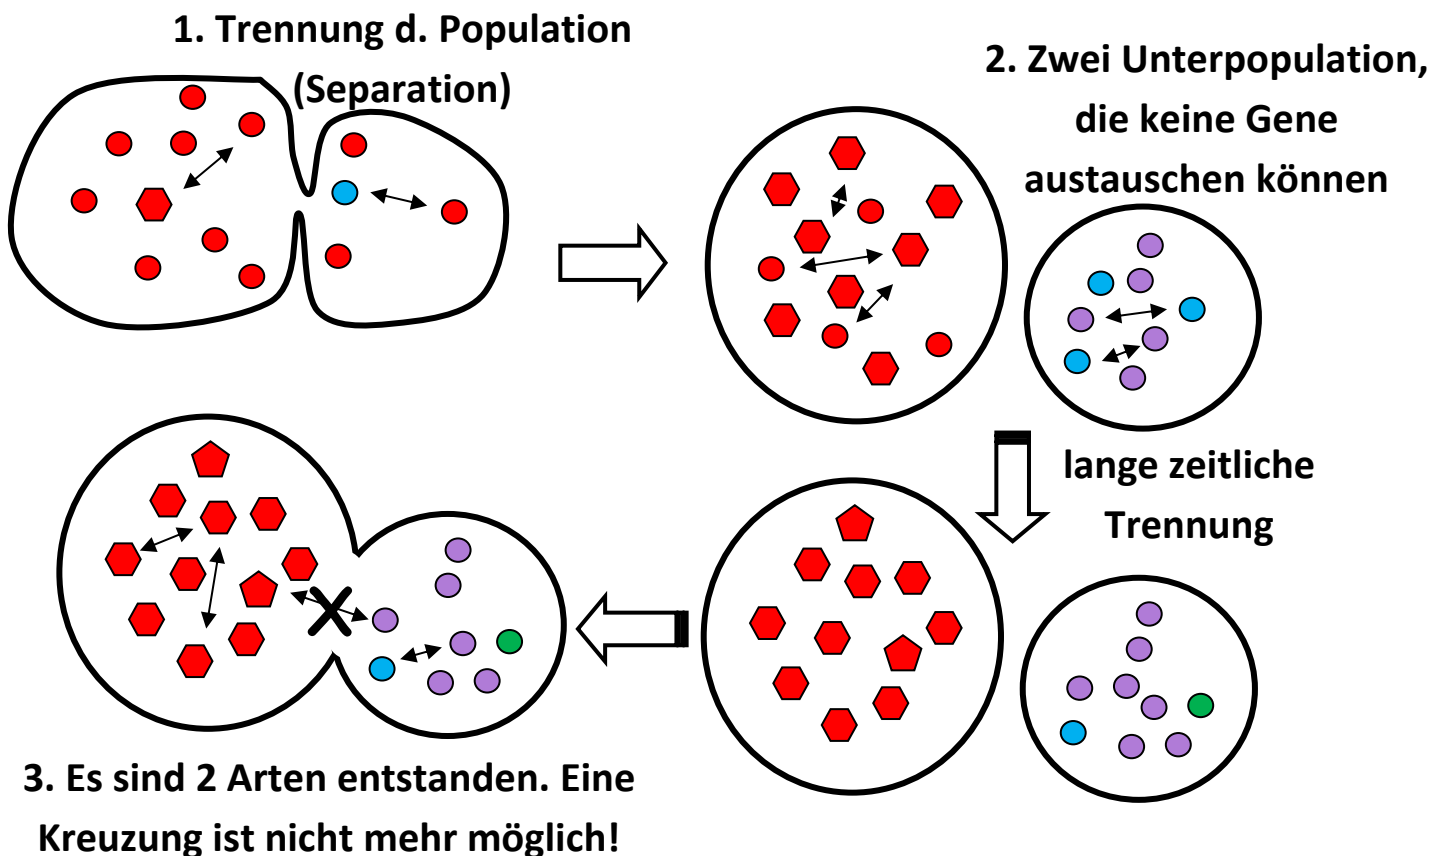 1. Trennung d. Population
(Separation)
2. Zwei Unterpopulation,
die keine Gene
austauschen können
lange zeitliche
Trennung
3. Es sind 2 Arten entstanden. Eine
Kreuzung ist nicht mehr möglich!